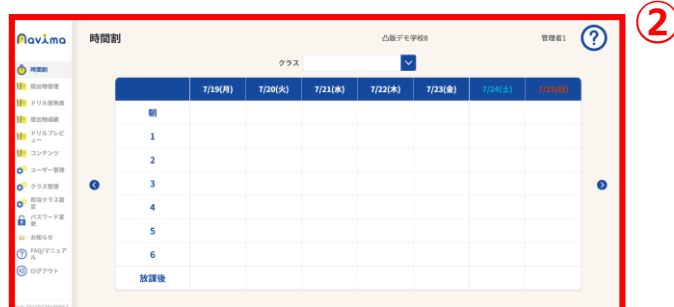 ②
navima
時間割
凸版デモ学校8
管理者1
?
クラス
時間割
提出物管理
ドリル習熟度
提出物成績
ドリルプレビュー
コンテンツ
ユーザー管理
クラス管理
担当クラス設定
パスワード変更
お知らせ
FAQ/マニュアル
ログアウト
7/19(月) 7/20(火) 7/21(水) 7/22(木) 7/23(金) 7/24(土) 7/25(日)
朝
1
2
3
4
5
6
放課後